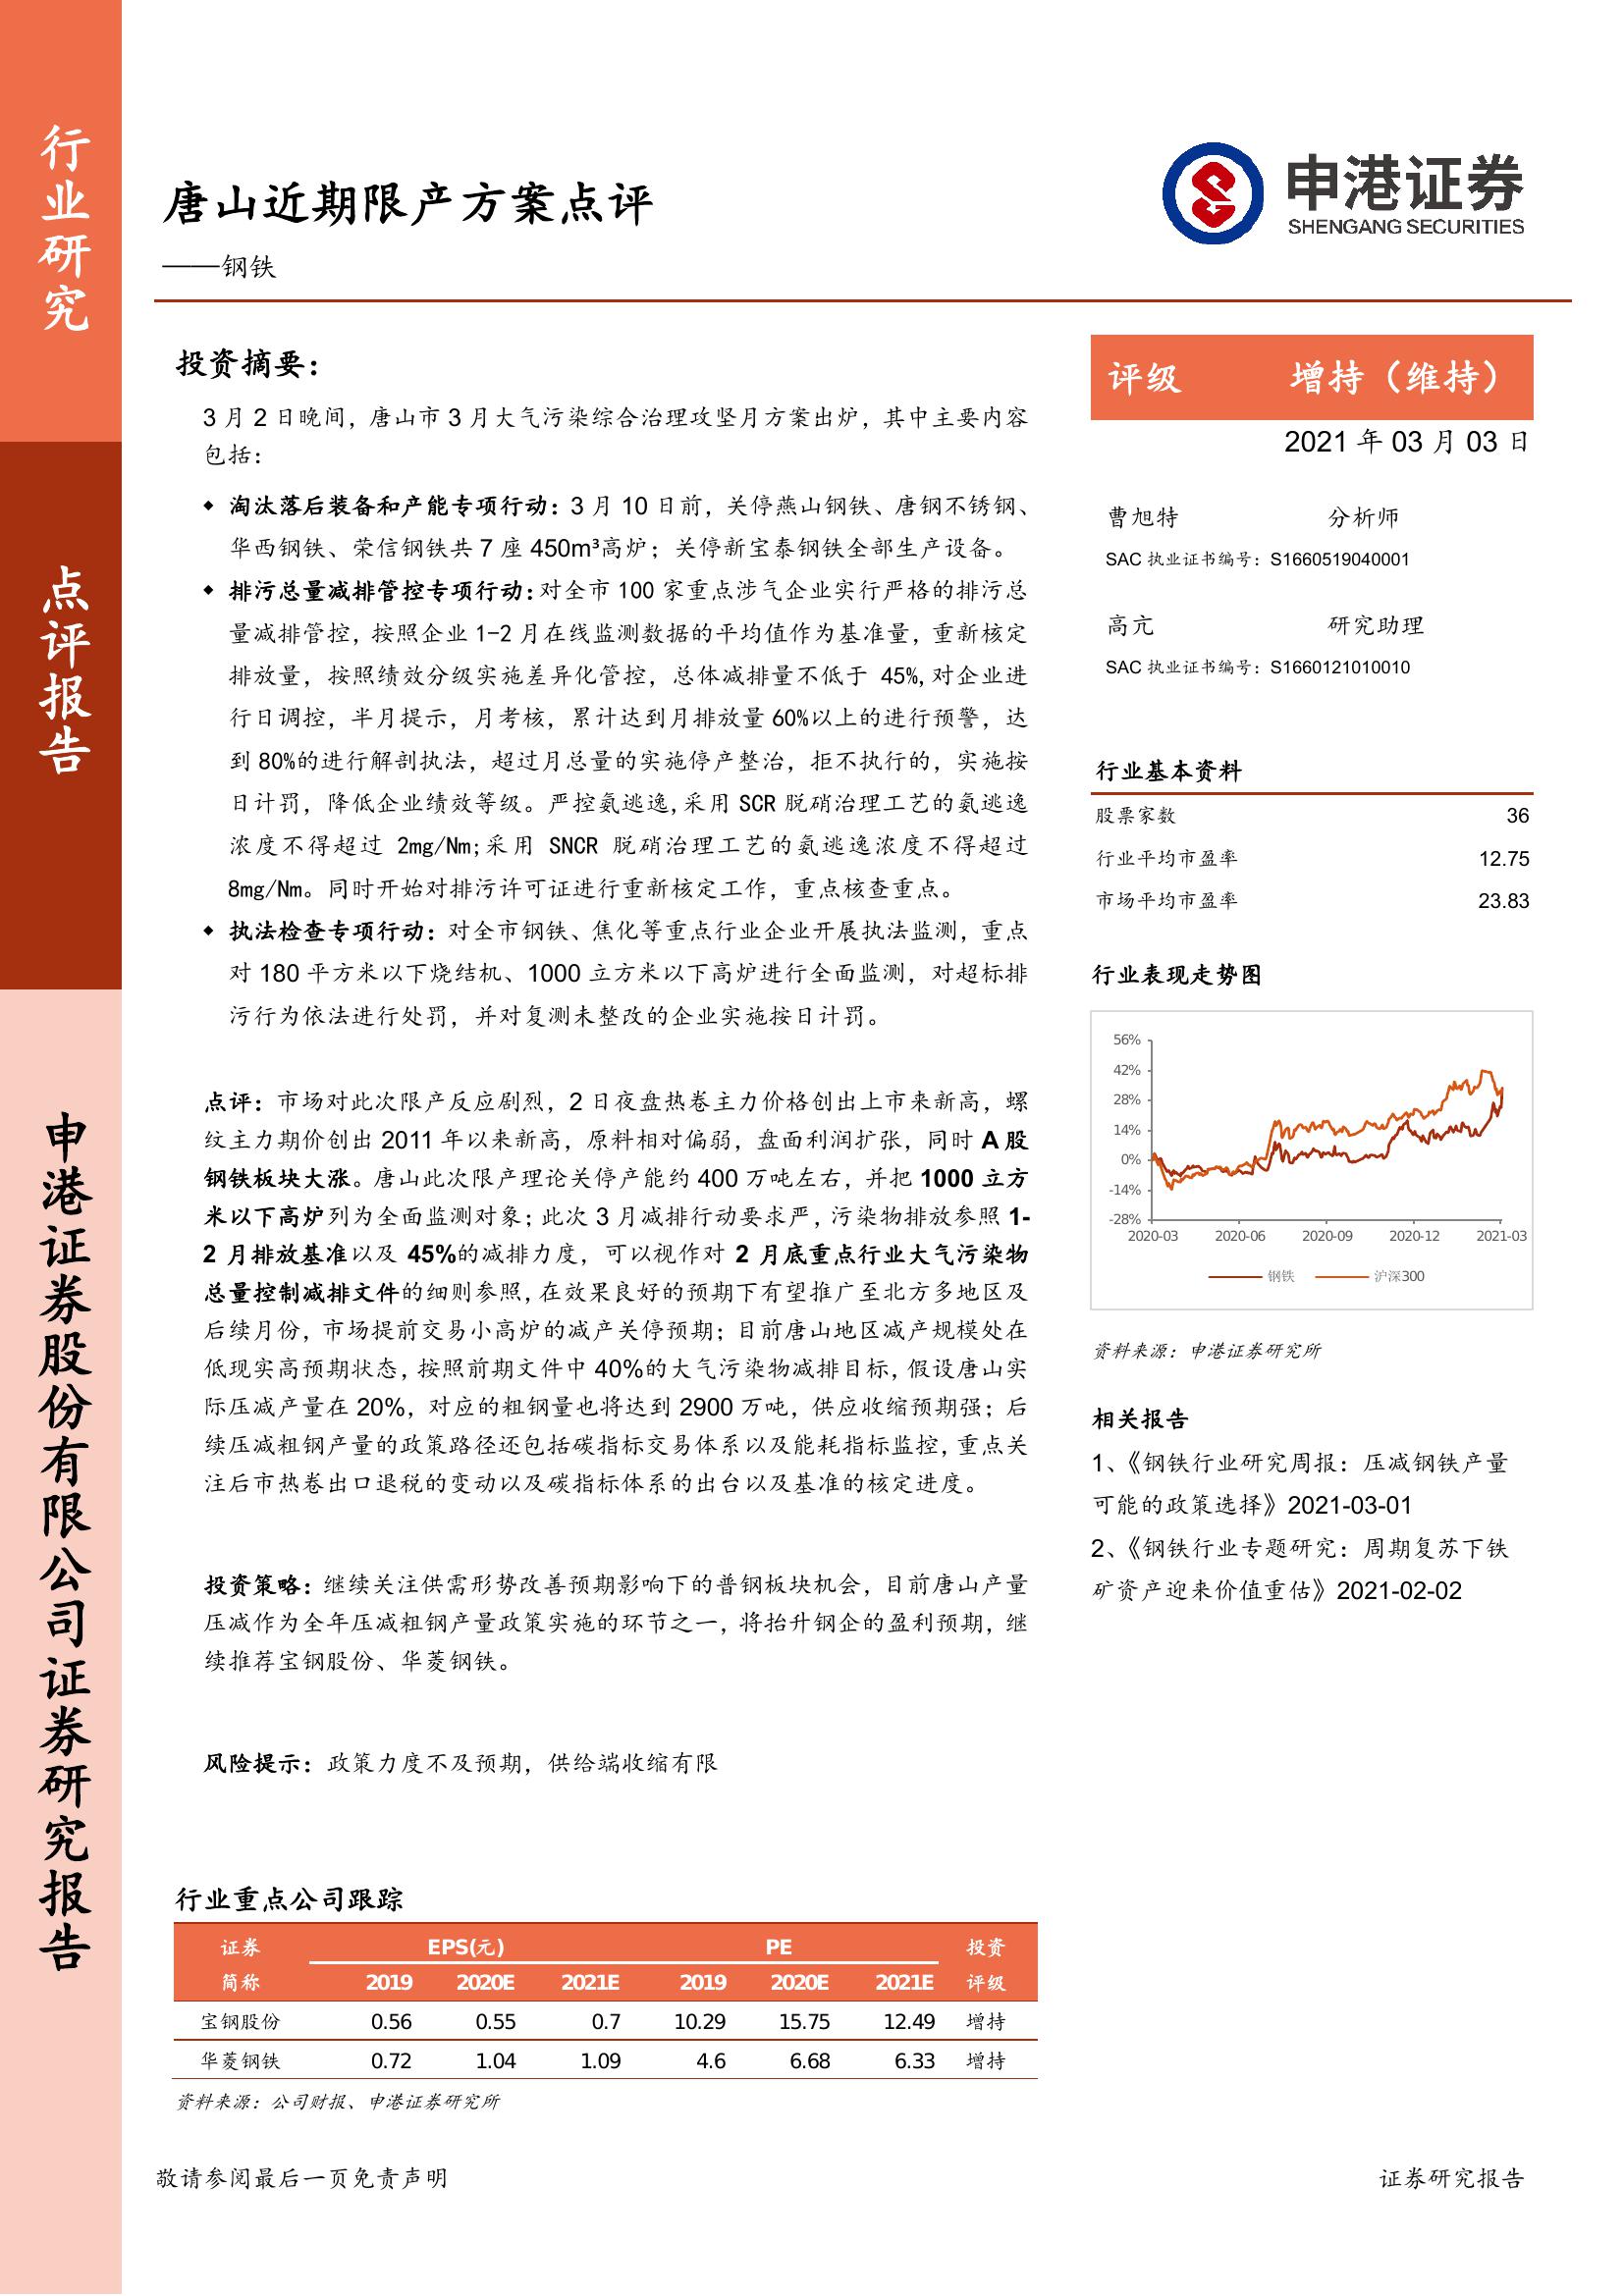 行业研究
点评报告
申港证券股份有限公司证券研究报告
唐山近期限产方案点评
——钢铁
申港证券
SHENGANG SECURITIES
投资摘要：
3 月 2 日晚间，唐山市 3 月大气污染综合治理攻坚月方案出炉，其中主要内容
包括：
◆ 淘汰落后装备和产能专项行动：3 月 10 日前，关停燕山钢铁、唐钢不锈钢、
华西钢铁、荣信钢铁共 7 座 450m³高炉；关停新宝泰钢铁全部生产设备。
◆ 排污总量减排管控专项行动：对全市 100 家重点涉气企业实行严格的排污总
量减排管控，按照企业 1-2 月在线监测数据的平均值作为基准量，重新核定
排放量，按照绩效分级实施差异化管控，总体减排量不低于 45%,对企业进
行日调控，半月提示，月考核，累计达到月排放量 60%以上的进行预警，达
到 80%的进行解剖执法，超过月总量的实施停产整治，拒不执行的，实施按
日计罚，降低企业绩效等级。严控氨逃逸,采用 SCR 脱硝治理工艺的氨逃逸
浓度不得超过 2mg/Nm;采用 SNCR 脱硝治理工艺的氨逃逸浓度不得超过
8mg/Nm。同时开始对排污许可证进行重新核定工作，重点核查重点。
◆ 执法检查专项行动：对全市钢铁、焦化等重点行业企业开展执法监测，重点
对 180 平方米以下烧结机、1000 立方米以下高炉进行全面监测，对超标排
污行为依法进行处罚，并对复测未整改的企业实施按日计罚。
点评：市场对此次限产反应剧烈，2 日夜盘热卷主力价格创出上市来新高，螺
纹主力期价创出 2011 年以来新高，原料相对偏弱，盘面利润扩张，同时 A 股
钢铁板块大涨。唐山此次限产理论关停产能约 400 万吨左右，并把 1000 立方
米以下高炉列为全面监测对象；此次 3 月减排行动要求严，污染物排放参照 1-
2 月排放基准以及 45%的减排力度，可以视作对 2 月底重点行业大气污染物
总量控制减排文件的细则参照，在效果良好的预期下有望推广至北方多地区及
后续月份，市场提前交易小高炉的减产关停预期；目前唐山地区减产规模处在
低现实高预期状态，按照前期文件中 40%的大气污染物减排目标，假设唐山实
际压减产量在 20%，对应的粗钢量也将达到 2900 万吨，供应收缩预期强；后
续压减粗钢产量的政策路径还包括碳指标交易体系以及能耗指标监控，重点关
注后市热卷出口退税的变动以及碳指标体系的出台以及基准的核定进度。
投资策略：继续关注供需形势改善预期影响下的普钢板块机会，目前唐山产量
压减作为全年压减粗钢产量政策实施的环节之一，将抬升钢企的盈利预期，继
续推荐宝钢股份、华菱钢铁。
风险提示：政策力度不及预期，供给端收缩有限
行业重点公司跟踪
证券 EPS(元) PE 投资
简称 2019 2020E 2021E 2019 2020E 2021E 评级
宝钢股份 0.56 0.55 0.7 10.29 15.75 12.49 增持
华菱钢铁 0.72 1.04 1.09 4.6 6.68 6.33 增持
资料来源：公司财报、申港证券研究所
评级 增持（维持）
2021 年 03 月 03 日
曹旭特 分析师
SAC 执业证书编号：S1660519040001
高亢 研究助理
SAC 执业证书编号：S1660121010010
行业基本资料
股票家数 36
行业平均市盈率 12.75
市场平均市盈率 23.83
行业表现走势图
56%
42%
28%
14%
0%
-14%
-28%
2020-03 2020-06 2020-09 2020-12 2021-03
钢铁 沪深300
资料来源：申港证券研究所
相关报告
1、《钢铁行业研究周报：压减钢铁产量
可能的政策选择》2021-03-01
2、《钢铁行业专题研究：周期复苏下铁
矿资产迎来价值重估》2021-02-02
敬请参阅最后一页免责声明 证券研究报告